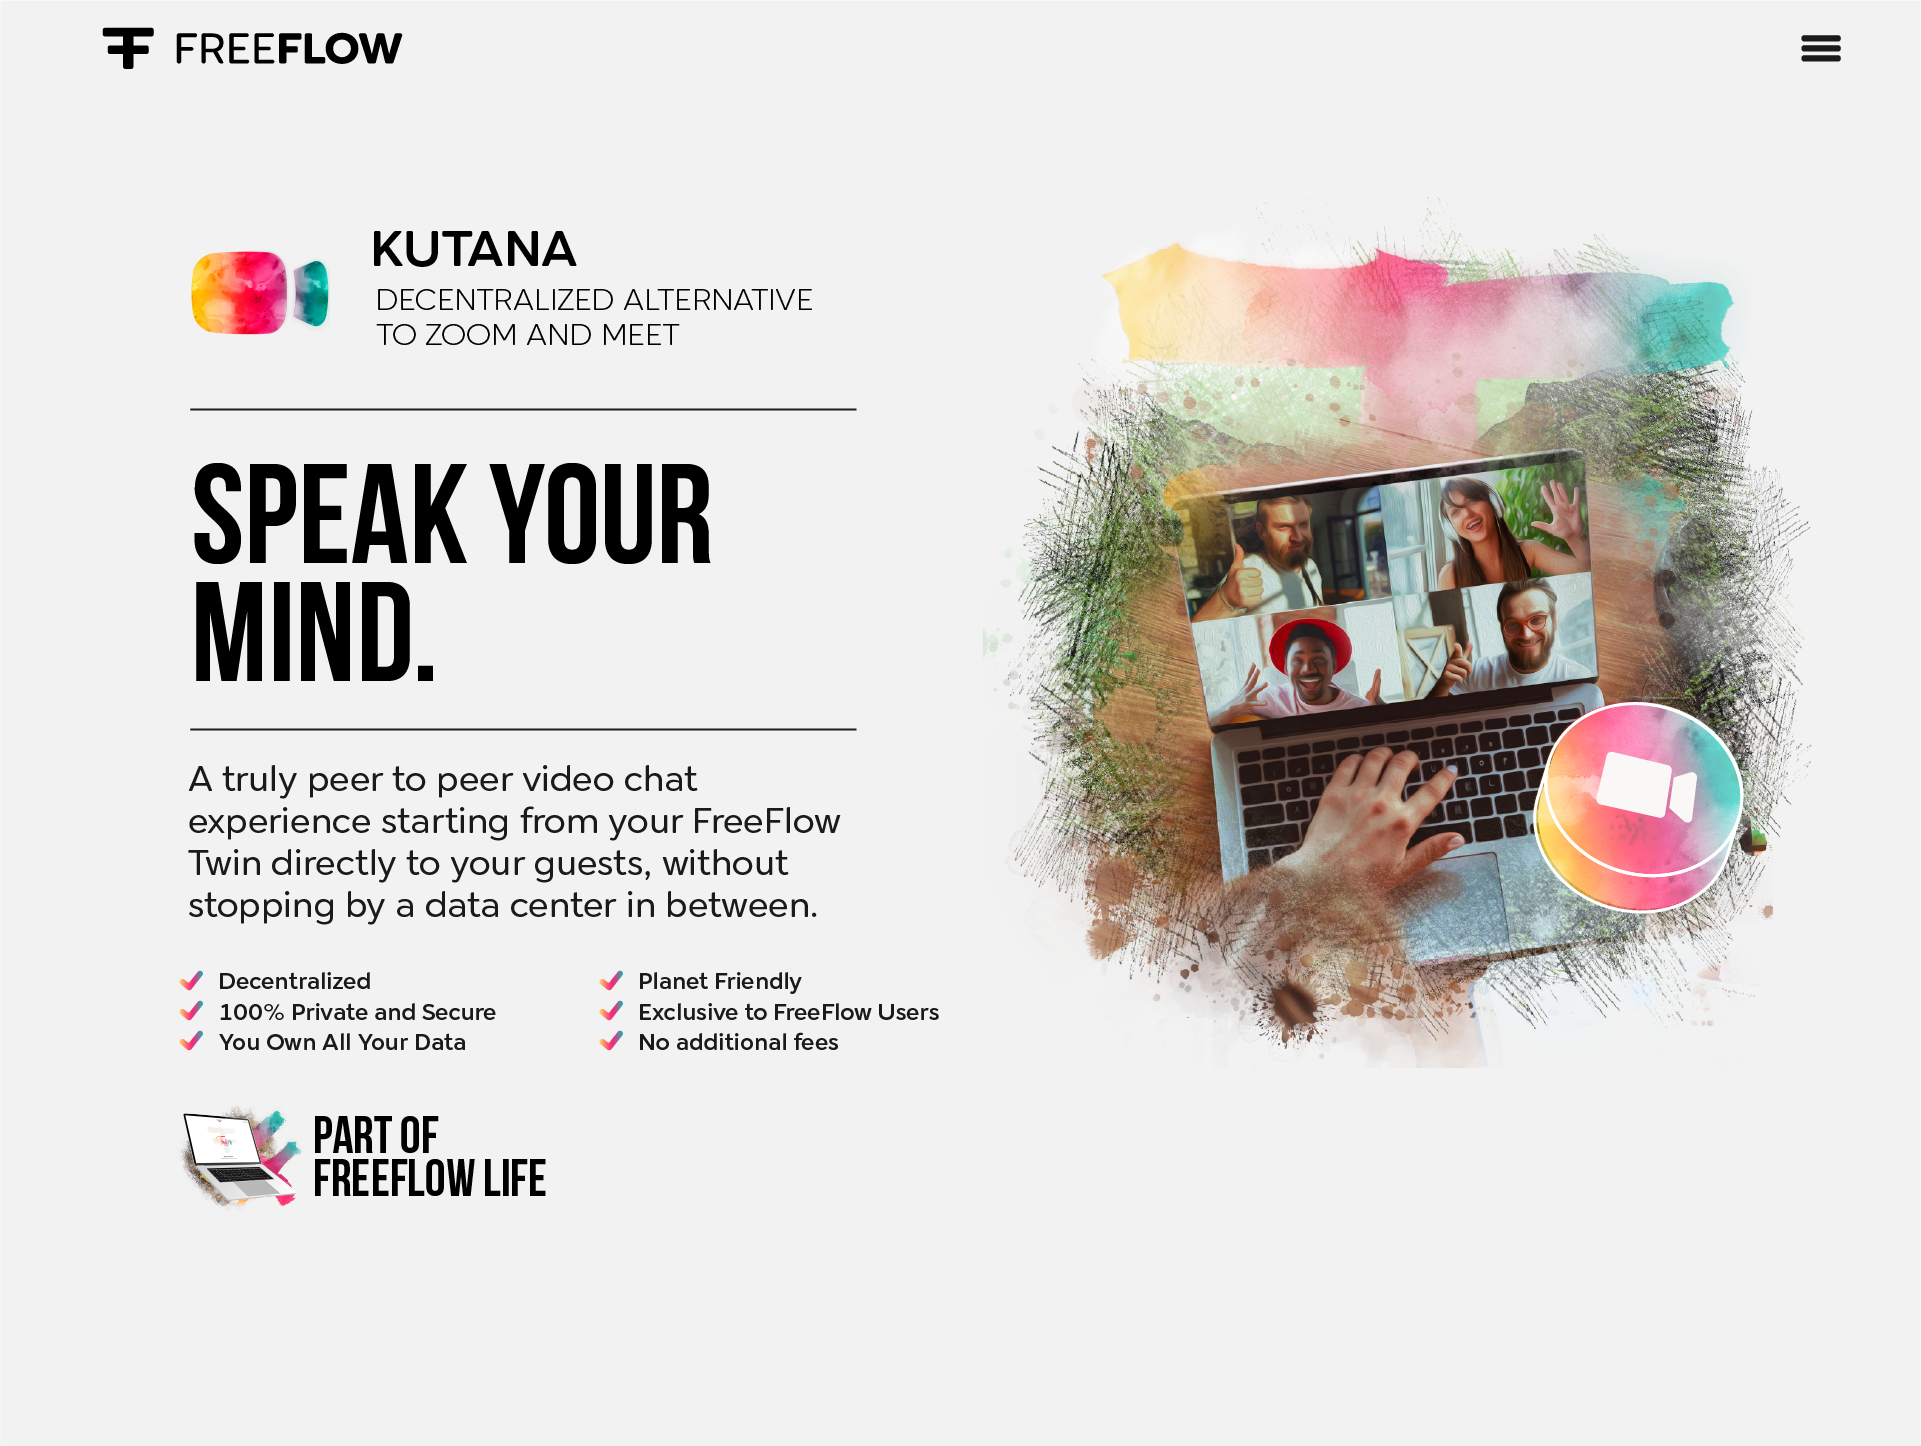 FREEFLOW
KUTANA
DECENTRALIZED ALTERNATIVE
TO ZOOM AND MEET
SPEAK YOUR
MIND.
A truly peer to peer video chat
experience starting from your FreeFlow
Twin directly to your guests, without
stopping by a data center in between.
Decentralized
100% Private and Secure
You Own All Your Data
Planet Friendly
Exclusive to FreeFlow Users
No additional fees
PART OF
FREEFLOW LIFE